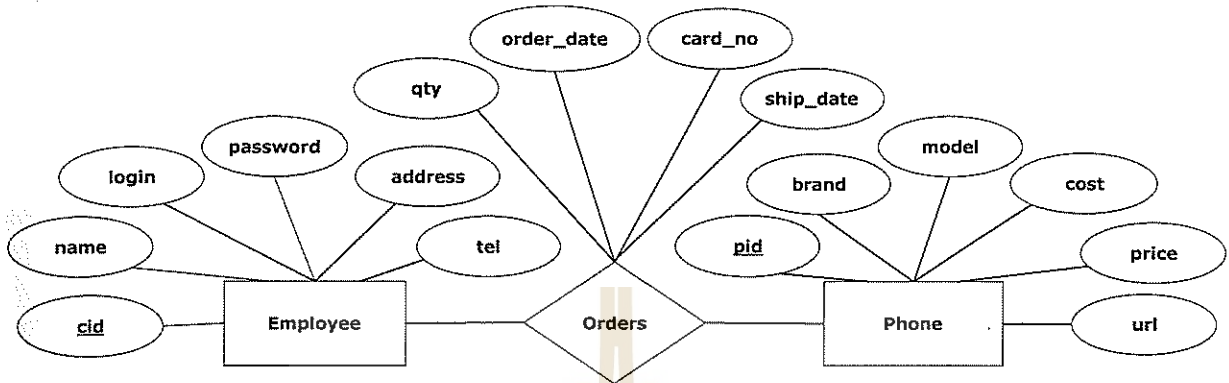 order_date
card_no
qty
ship_date
password
model
login
address
brand
cost
name
tel
pid
price
cid
Employee
Orders
Phone
url